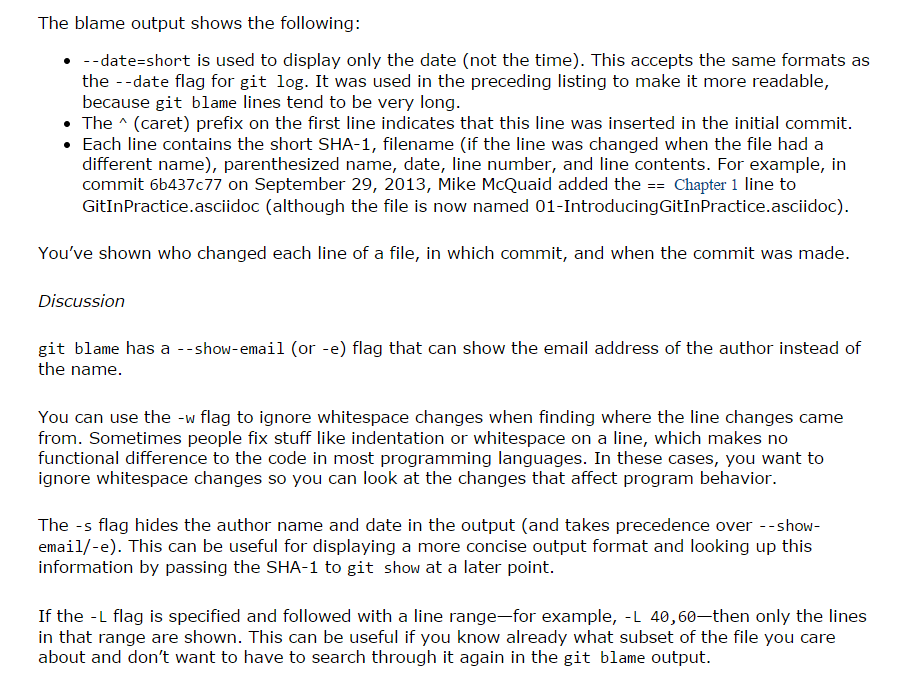 The blame output shows the following:
• --date=short is used to display only the date (not the time). This accepts the same formats as
the --date flag for git log. It was used in the preceding listing to make it more readable,
because git blame lines tend to be very long.
• The ^ (caret) prefix on the first line indicates that this line was inserted in the initial commit.
• Each line contains the short SHA-1, filename (if the line was changed when the file had a
different name), parenthesized name, date, line number, and line contents. For example, in
commit 6b437c77 on September 29, 2013, Mike McQuaid added the == Chapter 1 line to
GitInPractice.asciidoc (although the file is now named 01-IntroducingGitInPractice.asciidoc).
You’ve shown who changed each line of a file, in which commit, and when the commit was made.
Discussion
git blame has a --show-email (or -e) flag that can show the email address of the author instead of
the name.
You can use the -w flag to ignore whitespace changes when finding where the line changes came
from. Sometimes people fix stuff like indentation or whitespace on a line, which makes no
functional difference to the code in most programming languages. In these cases, you want to
ignore whitespace changes so you can look at the changes that affect program behavior.
The -s flag hides the author name and date in the output (and takes precedence over --show-
email/-e). This can be useful for displaying a more concise output format and looking up this
information by passing the SHA-1 to git show at a later point.
If the -L flag is specified and followed with a line range—for example, -L 40,60—then only the lines
in that range are shown. This can be useful if you know already what subset of the file you care
about and don’t want to have to search through it again in the git blame output.